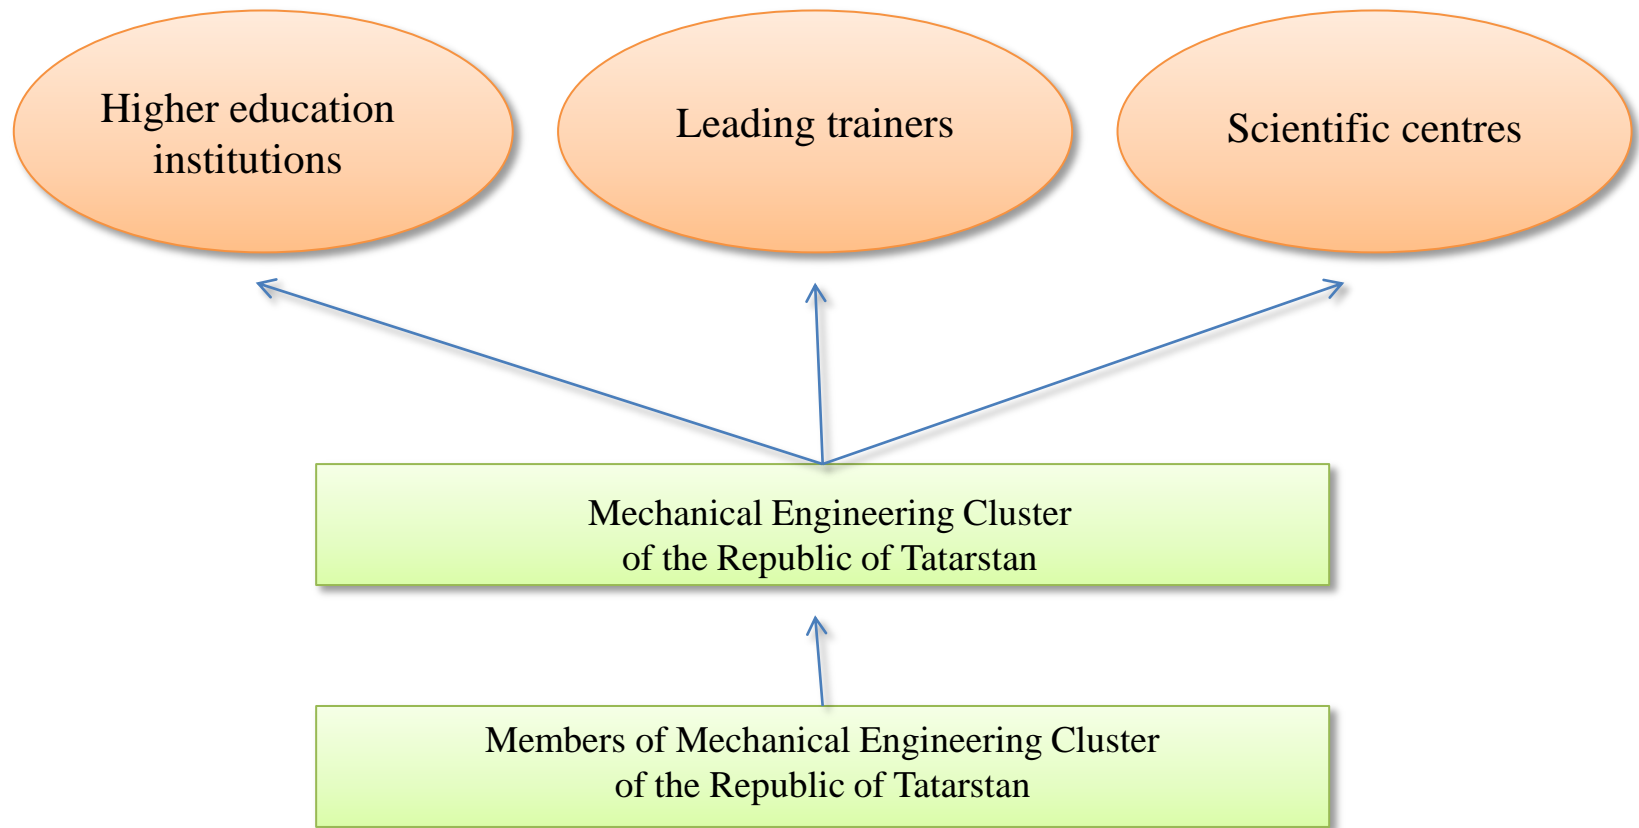 Higher education
institutions
Leading trainers
Scientific centres
Mechanical Engineering Cluster
of the Republic of Tatarstan
Members of Mechanical Engineering Cluster
of the Republic of Tatarstan